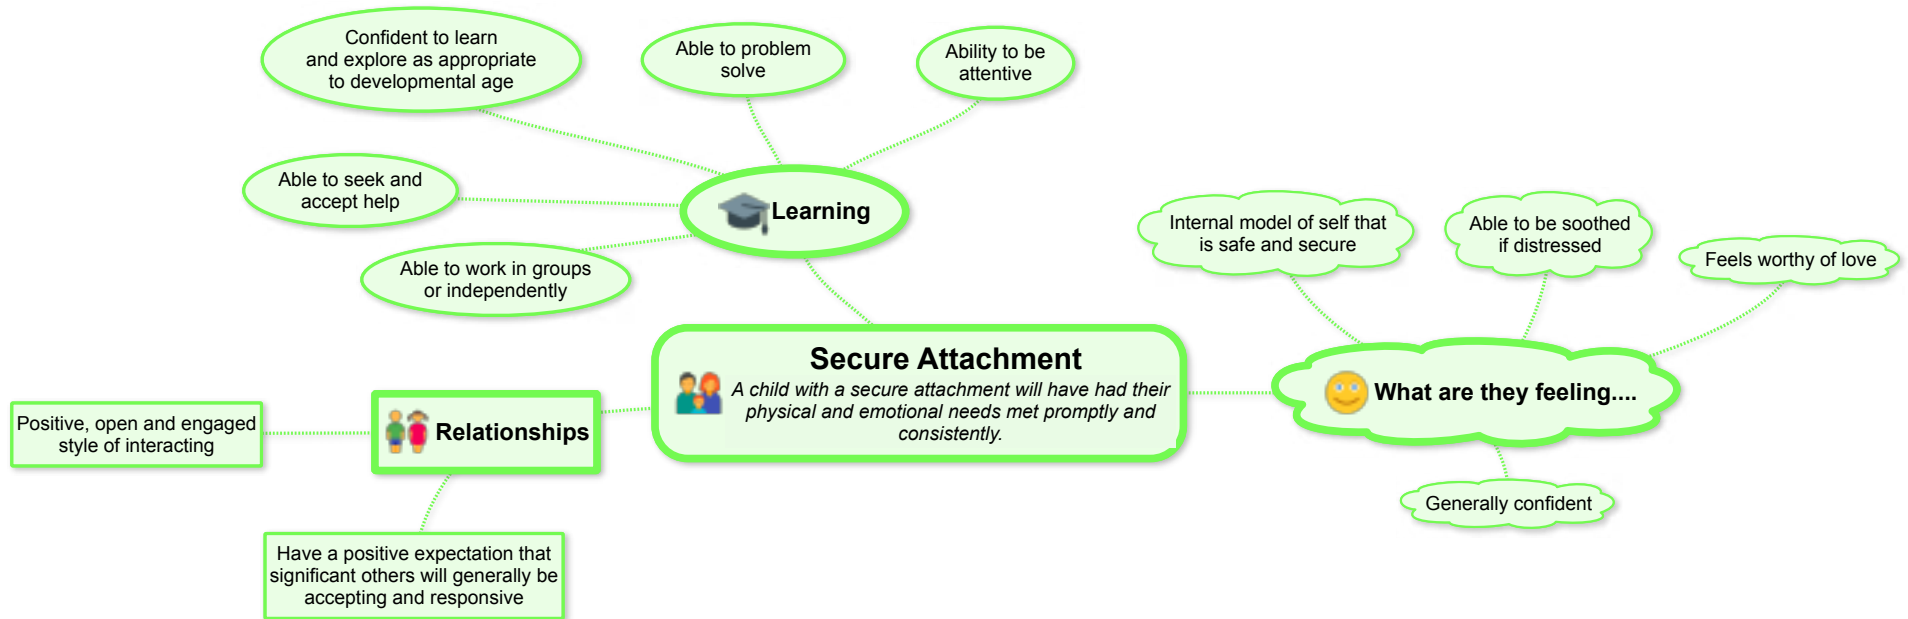 Confident to learn
and explore as appropriate
to developmental age
Able to problem
solve
Ability to be
attentive
Able to seek and
accept help
Learning
Able to work in groups
or independently
Internal model of self that
is safe and secure
Able to be soothed
if distressed
Feels worthy of love
Secure Attachment
A child with a secure attachment will have had their
physical and emotional needs met promptly and
consistently.
What are they feeling....
Generally confident
Relationships
Positive, open and engaged
style of interacting
Have a positive expectation that
significant others will generally be
accepting and responsive